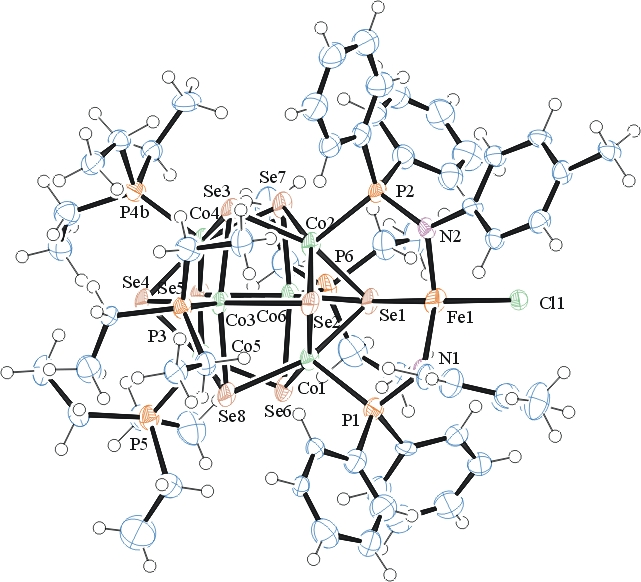 Se7
Se3
P2
P4b
Co4
Co2
N2
P6
Se4
Se5
Se2
Se1
Fe1
Cl1
Co3
Co6
P3
Co5
N1
Co1
Se8
Se6
P1
P5